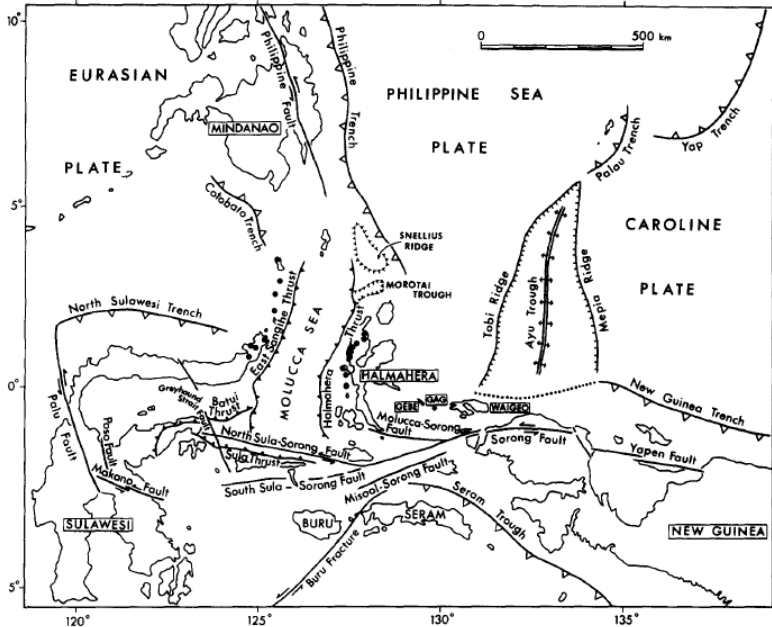 10°
5°
0°
5°
120°
125°
130°
135°
0 500 km
EURASIAN
PLATE
PHILIPPINE SEA
PLATE
CAROLINE
PLATE
MOLUCCA SEA
MINDANAO
Philippine Fault
Philippine Trench
Palau Trench
Yap Trench
Cotobato Trench
SNELLIUS
RIDGE
MOROTAI
TROUGH
Tobi Ridge
Ayu Trough
Mepia Ridge
North Sulawesi Trench
East Sangihe Thrust
Halmahera Thrust
HALMAHERA
GEBE
GAG
WAIGEO
New Guinea Trench
Palu Fault
Poso Fault
Greyhound
Strait Fault
Batui
Thrust
Molucca-Sorong
Fault
Sorong Fault
Yapen Fault
North Sula-Sorong Fault
Sula Thrust
South Sula - Sorong Fault
Misool-Sorong Fault
Makano Fault
SULAWESI
BURU
SERAM
Seram
Trough
Buru Fracture
NEW GUINEA